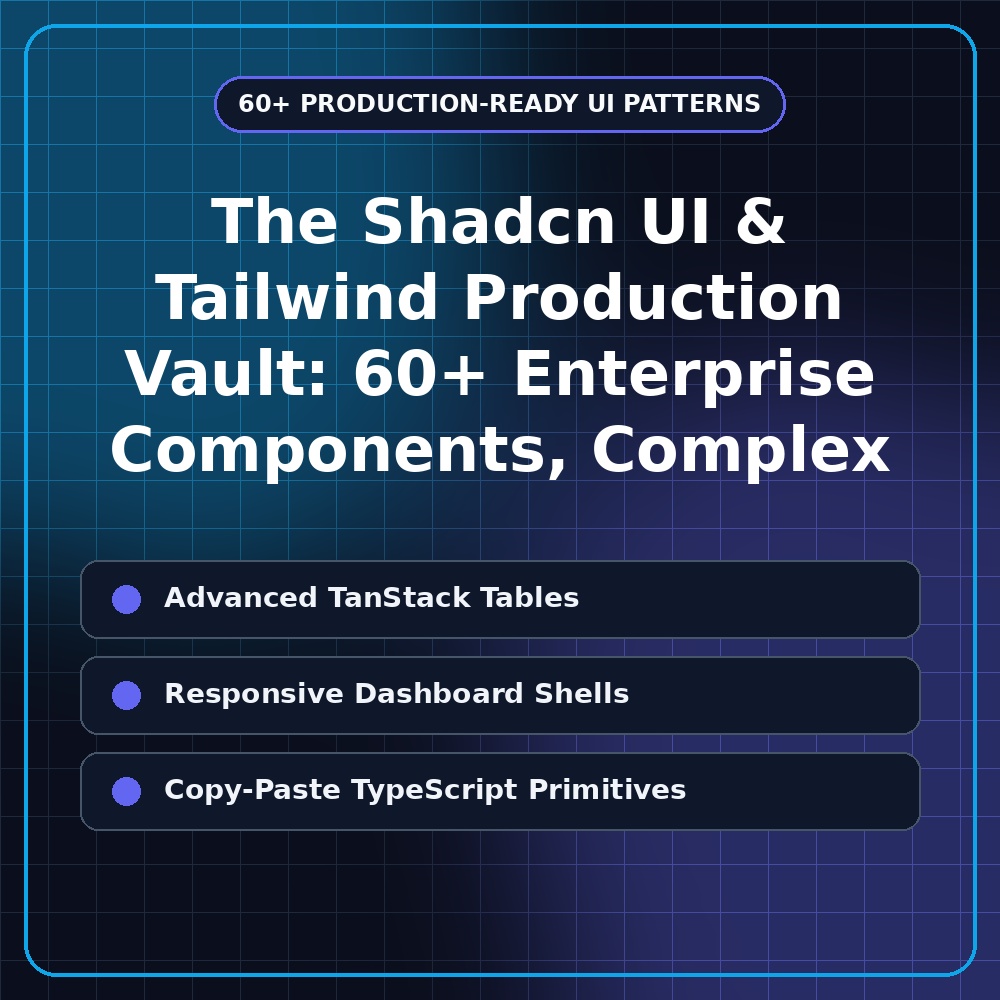 60+ PRODUCTION-READY UI PATTERNS
The Shadcn UI &
Tailwind Production
Vault: 60+ Enterprise
Components, Complex
Advanced TanStack Tables
Responsive Dashboard Shells
Copy-Paste TypeScript Primitives